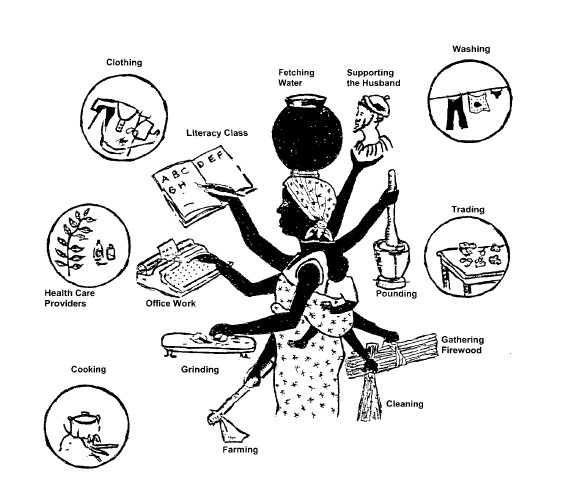 Washing
Clothing
Fetching
Water
Supporting
the Husband
Literacy Class
A B C
D E F
G H
Trading
Health Care
Providers
Office Work
Pounding
Gathering
Firewood
Grinding
Cooking
Cleaning
Farming